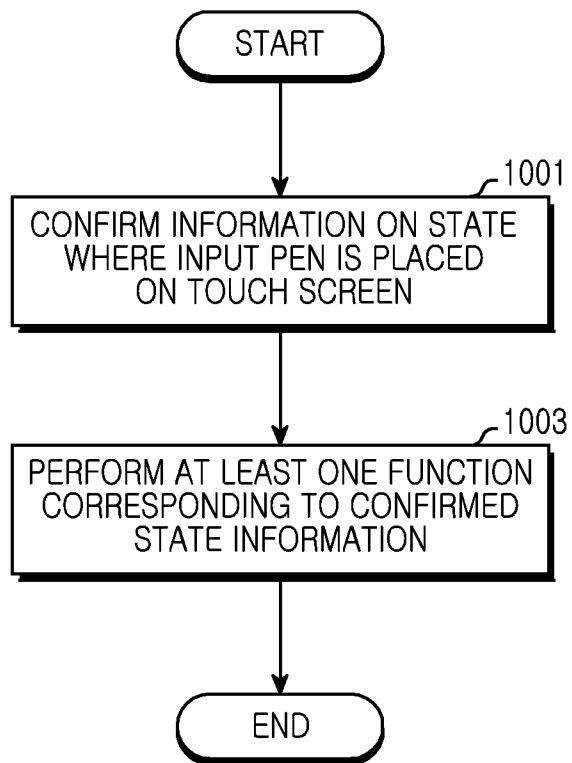 START
1001
CONFIRM INFORMATION ON STATE
WHERE INPUT PEN IS PLACED
ON TOUCH SCREEN
1003
PERFORM AT LEAST ONE FUNCTION
CORRESPONDING TO CONFIRMED
STATE INFORMATION
END